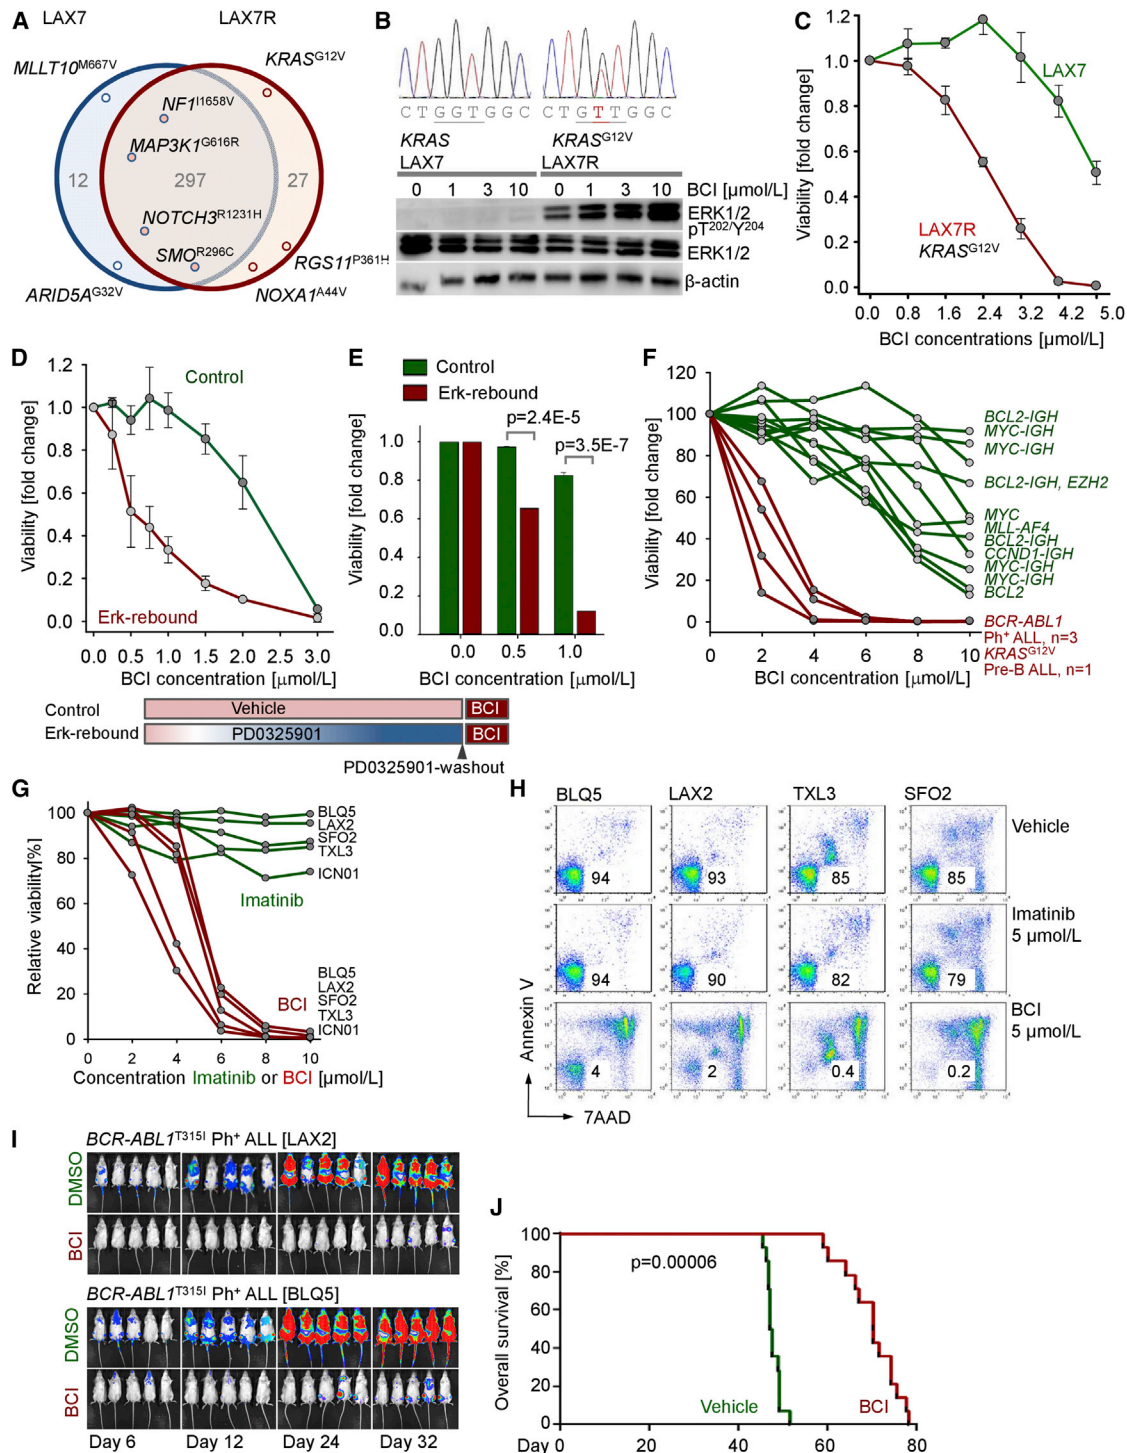 A
LAX7
LAX7R
MLLT10M667V
KRASG12V
NF1I1658V
MAP3K1G616R
12
297
27
NOTCH3R1231H
SMOR296C
RGS11P361H
ARID5AG32V
NOXA1A44V
B
C T G G T G G C
C T G T T G G C
KRAS
KRASG12V
LAX7
LAX7R
0 1 3 10 0 1 3 10 BCI [µmol/L]
ERK1/2
pT202/Y204
ERK1/2
β-actin
C
Viability [fold change]
1.2
1.0
0.8
0.6
0.4
0.2
0.0
LAX7
LAX7R
KRASG12V
0.0 0.8 1.6 2.4 3.2 4.2 5.0
BCI concentrations [µmol/L]
D
Viability [fold change]
1.2
1.0
0.8
0.6
0.4
0.2
0.0
Control
Erk-rebound
0.0 0.5 1.0 1.5 2.0 2.5 3.0
BCI concentration [µmol/L]
E
Control
Erk-rebound
Viability [fold change]
1.0
0.8
0.6
0.4
0.2
0.0
p=2.4E-5
p=3.5E-7
0.0 0.5 1.0
BCI concentration [µmol/L]
Control
Vehicle
BCI
Erk-rebound
PD0325901
BCI
PD0325901-washout
F
Viability [fold change]
120
100
80
60
40
20
0
BCL2-IGH
MYC-IGH
MYC-IGH
BCL2-IGH, EZH2
MYC
MLL-AF4
BCL2-IGH
CCND1-IGH
MYC-IGH
MYC-IGH
BCL2
BCR-ABL1
Ph+ ALL, n=3
KRASG12V
Pre-B ALL, n=1
0 2 4 6 8 10
BCI concentration [µmol/L]
G
Relative viability[%]
100
80
60
40
20
0
BLQ5
LAX2
SFO2
TXL3
ICN01
Imatinib
BLQ5
LAX2
SFO2
TXL3
ICN01
BCI
0 2 4 6 8 10
Concentration Imatinib or BCI [µmol/L]
H
BLQ5 LAX2 TXL3 SFO2
94 93 85 85
Vehicle
94 90 82 79
Imatinib
5 µmol/L
4 2 0.4 0.2
BCI
5 µmol/L
Annexin V
7AAD
I
BCR-ABL1T315I Ph+ ALL [LAX2]
DMSO
BCI
BCR-ABL1T315I Ph+ ALL [BLQ5]
DMSO
BCI
Day 6 Day 12 Day 24 Day 32
J
Overall survival [%]
100
80
60
40
20
0
p=0.00006
Vehicle
BCI
Day 0 20 40 60 80